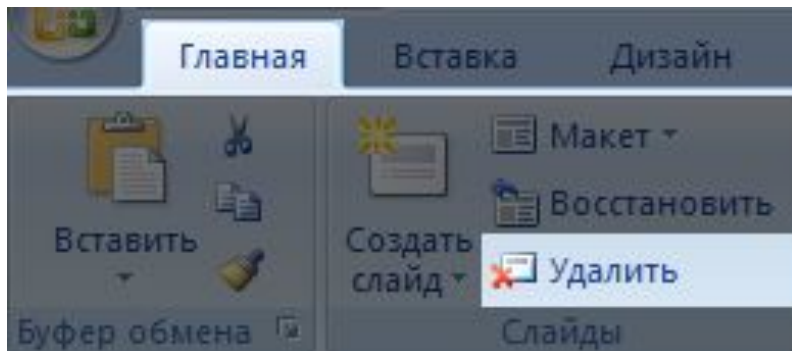 Главная Вставка Дизайн
Макет
Восстановить
Вставить
Создать слайд
Удалить
Буфер обмена
Слайды